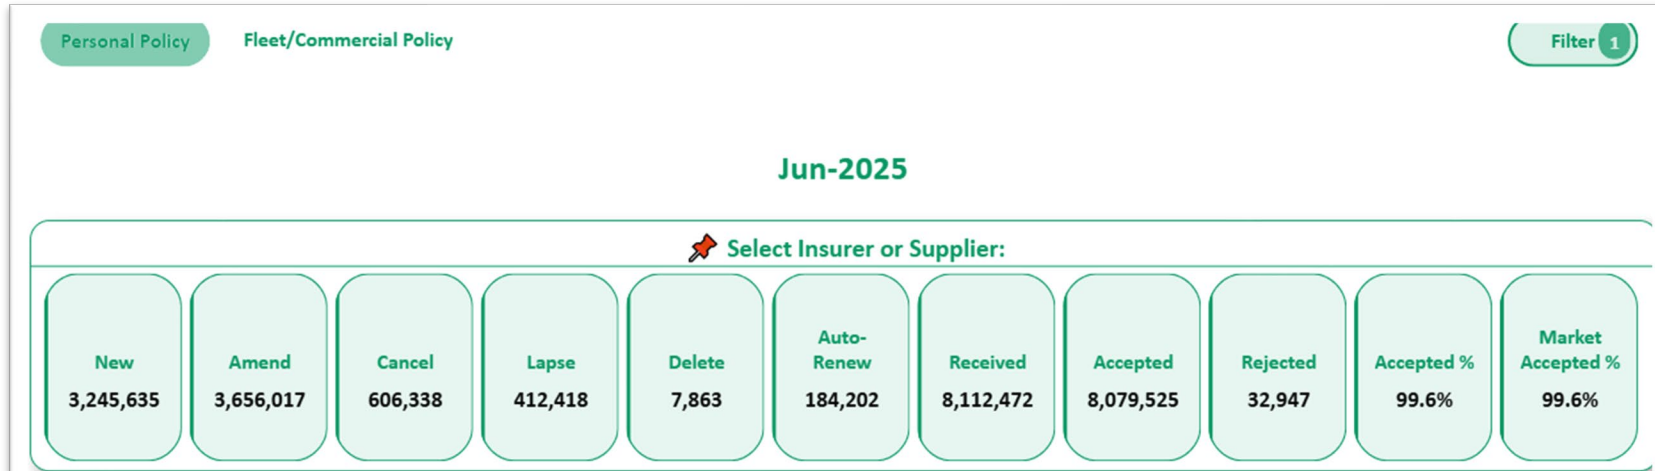 Personal Policy
Fleet/Commercial Policy
Filter 1
Jun-2025
Select Insurer or Supplier:
New
3,245,635
Amend
3,656,017
Cancel
606,338
Lapse
412,418
Delete
7,863
Auto-
Renew
184,202
Received
8,112,472
Accepted
8,079,525
Rejected
32,947
Accepted %
99.6%
Market
Accepted %
99.6%